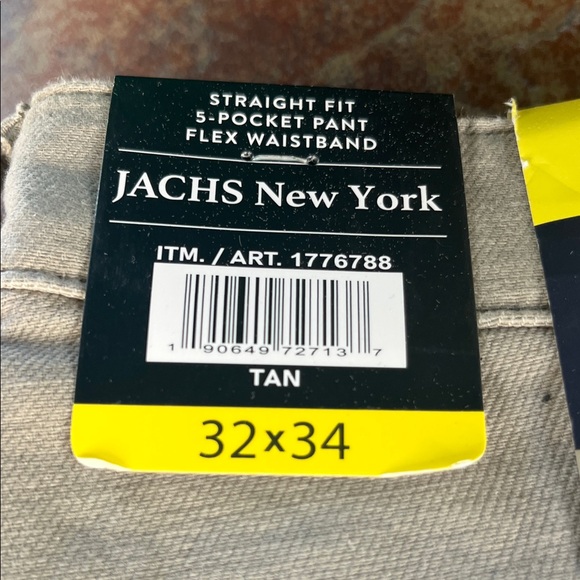 STRAIGHT FIT
5-POCKET PANT
FLEX WAISTBAND
JACHS New York
ITM. / ART. 1776788
1 90649 72713 7
TAN
32x34